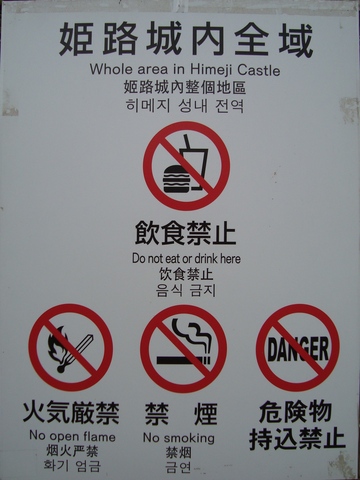 姫路城内全域
Whole area in Himeji Castle
姬路城內整個地區
히메지 성내 전역
飲食禁止
Do not eat or drink here
饮食禁止
음식 금지
DANGER
火気厳禁
No open flame
烟火严禁
화기 엄금
禁煙
No smoking
禁烟
금연
危険物
持込禁止